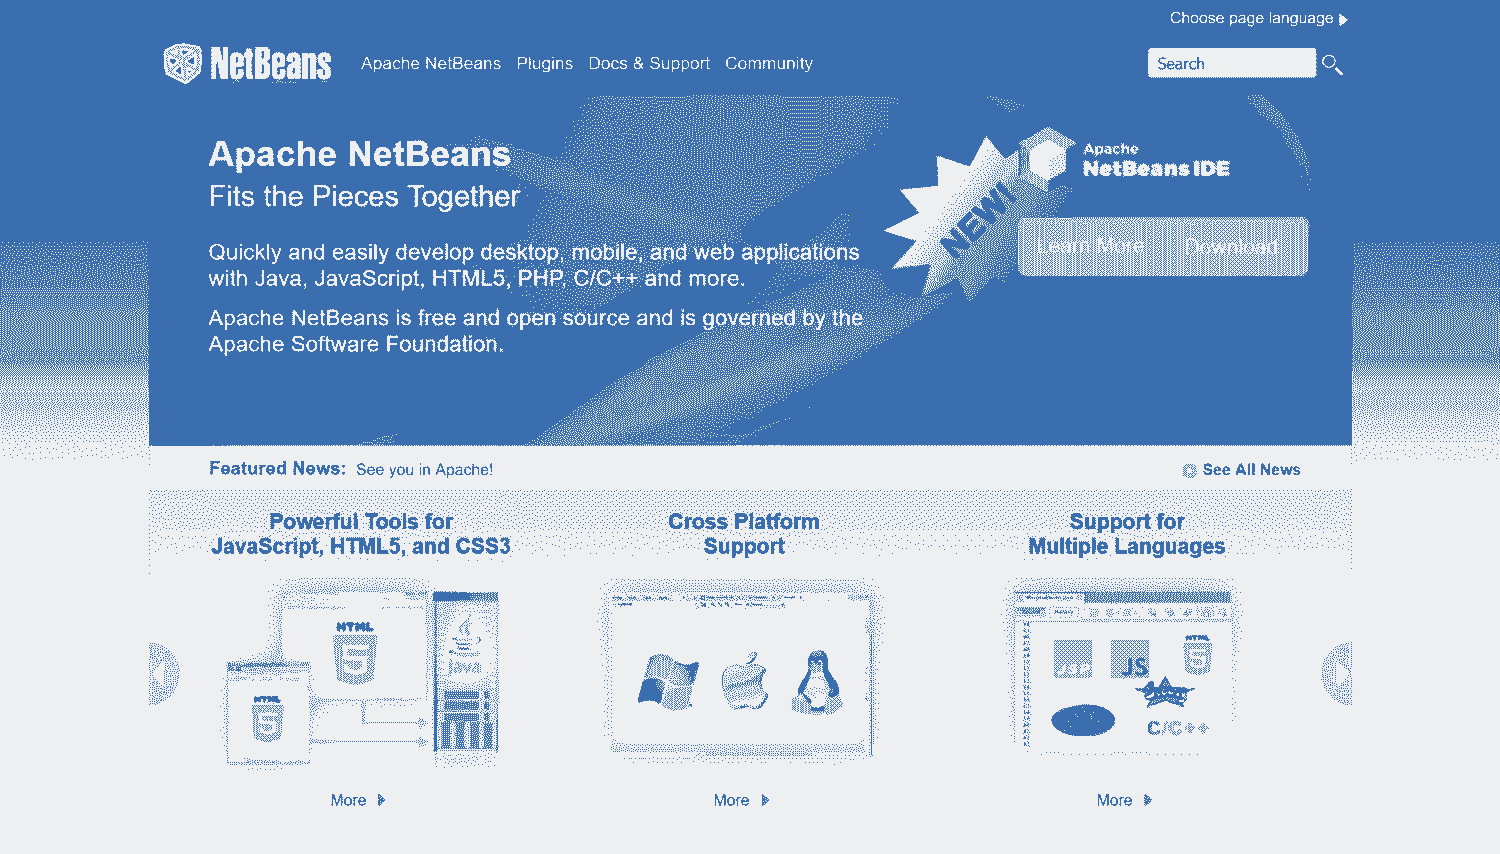 Choose page language
NetBeans
Apache NetBeans Plugins Docs & Support Community
Search
Apache NetBeans
Fits the Pieces Together
Quickly and easily develop desktop, mobile, and web applications
with Java, JavaScript, HTML5, PHP, C/C++ and more.
Apache NetBeans is free and open source and is governed by the
Apache Software Foundation.
NEW!
Apache
NetBeans IDE
Learn More Download
Featured News: See you in Apache!
See All News
Powerful Tools for
JavaScript, HTML5, and CSS3
Cross Platform
Support
Support for
Multiple Languages
HTML
5
Java
HTML
5
JSP
JS
HTML
5
C/C++
More
More
More